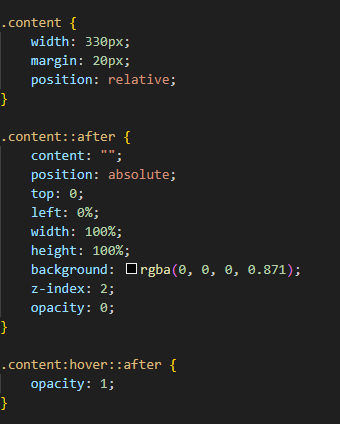 .content {
    width: 330px;
    margin: 20px;
    position: relative;
}
.content::after {
    content: "";
    position: absolute;
    top: 0;
    left: 0%;
    width: 100%;
    height: 100%;
    background: rgba(0, 0, 0, 0.871);
    z-index: 2;
    opacity: 0;
}
.content:hover::after {
    opacity: 1;
}